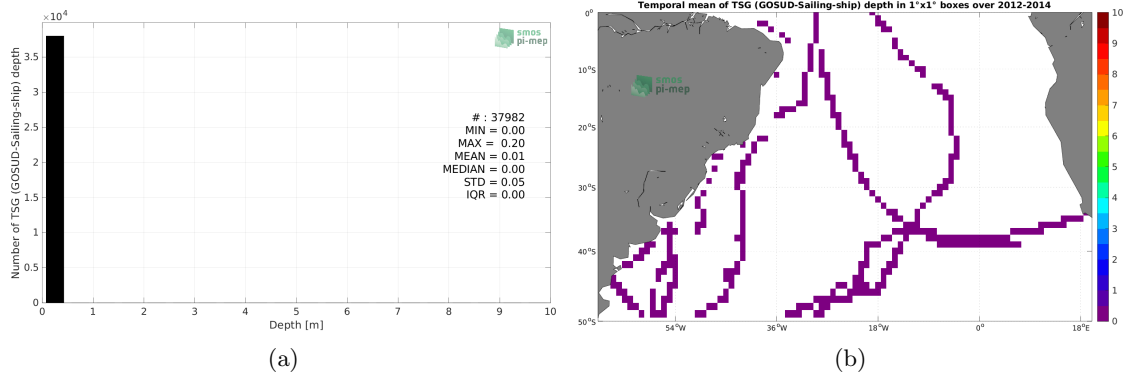 ×10⁴
Number of TSG (GOSUD-Sailing-ship) depth
3.5
3
2.5
2
1.5
1
0.5
0
0 1 2 3 4 5 6 7 8 9 10
Depth [m]
smos
pi-mep
# : 37982
MIN = 0.00
MAX = 0.20
MEAN = 0.01
MEDIAN = 0.00
STD = 0.05
IQR = 0.00
(a)
Temporal mean of TSG (GOSUD-Sailing-ship) depth in 1°x1° boxes over 2012-2014
0°
10°S
20°S
30°S
40°S
50°S
54°W 36°W 18°W 0° 18°E
smos
pi-mep
10
9
8
7
6
5
4
3
2
1
0
(b)